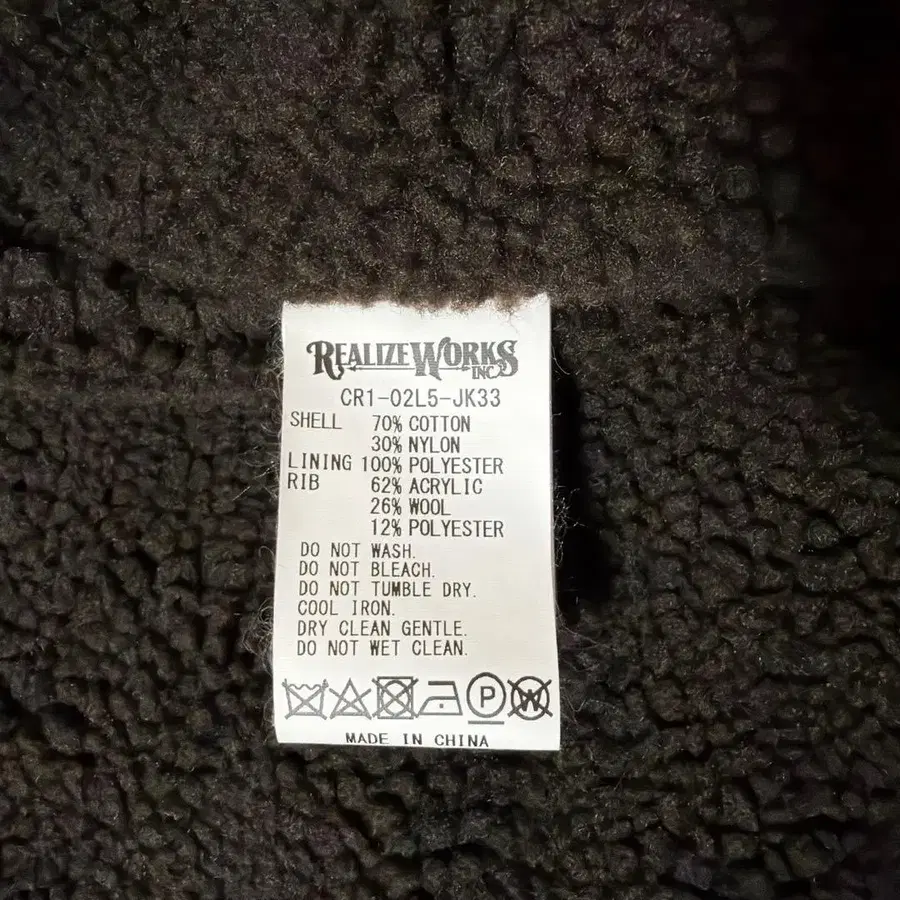 REALIZE WORKS
INC.
CR1-02L5-JK33
SHELL 70% COTTON
30% NYLON
LINING 100% POLYESTER
RIB 62% ACRYLIC
26% WOOL
12% POLYESTER
DO NOT WASH.
DO NOT BLEACH.
DO NOT TUMBLE DRY.
COOL IRON.
DRY CLEAN GENTLE.
DO NOT WET CLEAN.
P W
MADE IN CHINA